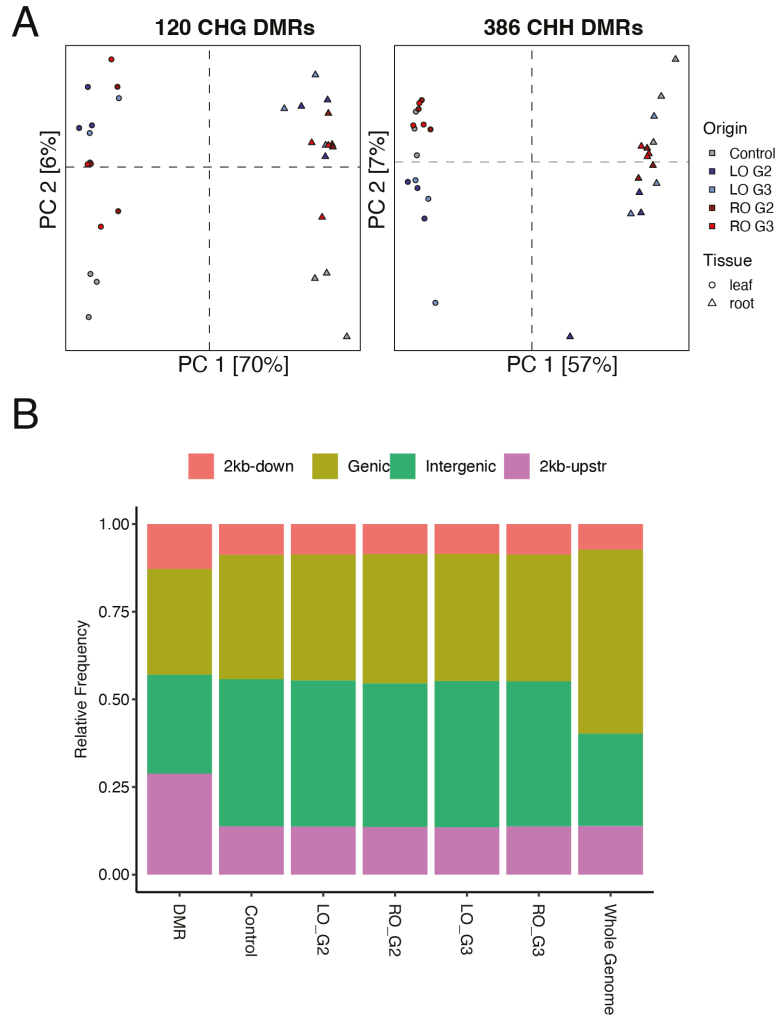 A
120 CHG DMRs
386 CHH DMRs
PC 2 [6%]
PC 1 [70%]
PC 2 [7%]
PC 1 [57%]
Origin
Control
LO G2
LO G3
RO G2
RO G3
Tissue
leaf
root
B
2kb-down Genic Intergenic 2kb-upstr
Relative Frequency
1.00
0.75
0.50
0.25
0.00
DMR
Control
LO_G2
RO_G2
LO_G3
RO_G3
Whole Genome